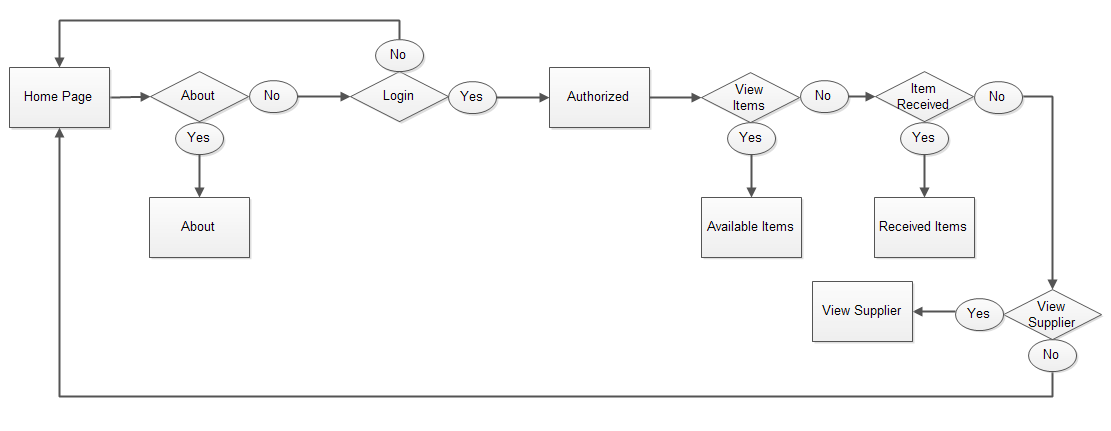 No
Home Page
About
No
Login
Yes
Authorized
View
Items
No
Item
Received
No
Yes
Yes
Yes
About
Available Items
Received Items
View Supplier
Yes
View
Supplier
No